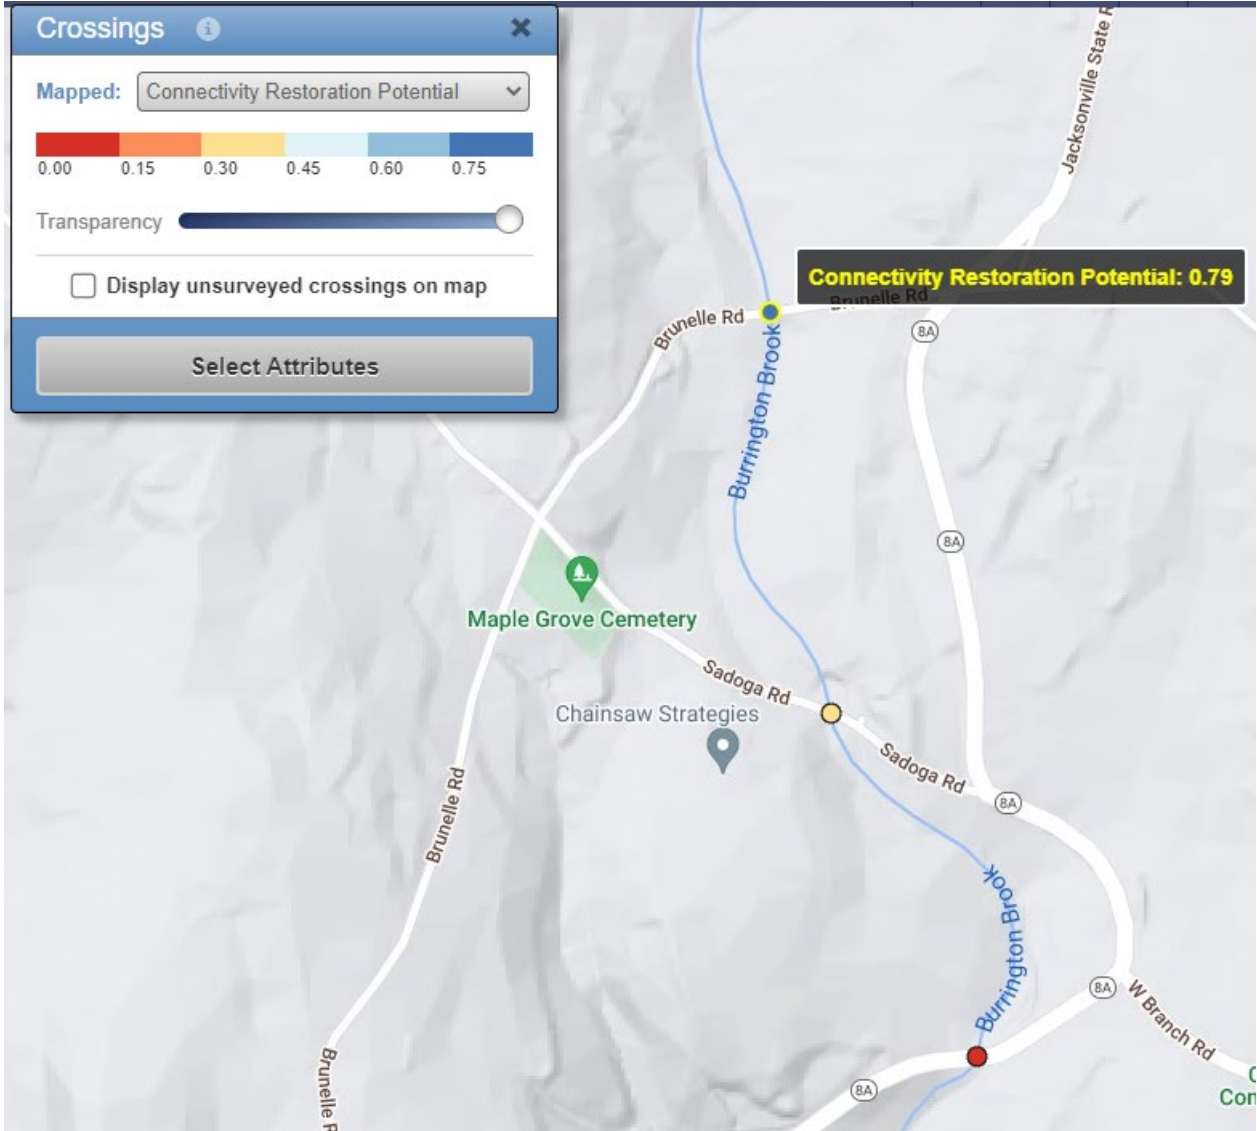 Crossings
Mapped: Connectivity Restoration Potential
0.00 0.15 0.30 0.45 0.60 0.75
Transparency
Display unsurveyed crossings on map
Select Attributes
Jacksonville State R
Connectivity Restoration Potential: 0.79
Brunelle Rd
Brunelle Rd
8A
Burrington Brook
8A
Maple Grove Cemetery
Sadoga Rd
Chainsaw Strategies
Sadoga Rd
8A
Brunelle Rd
Burrington Brook
8A
W Branch Rd
Brunelle R
8A
C
Con